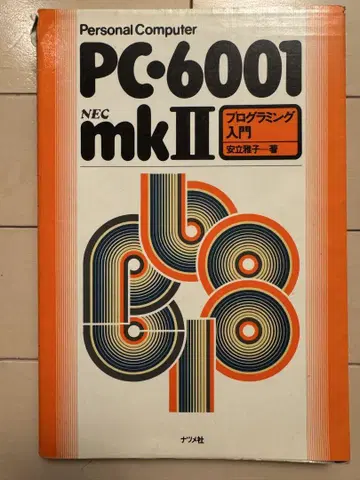 Personal Computer
PC・6001
NEC
mkII
プログラミング
入門
安立雅子-著
ナツメ社